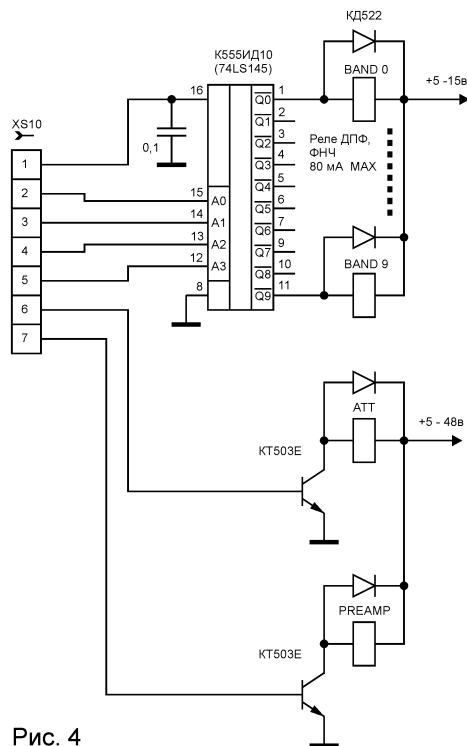 КД522
К555ИД10
(74LS145)
BAND 0
+5 -15в
XS10
1
2
3
4
5
6
7
0,1
16
15
14
13
12
8
A0
A1
A2
A3
Q0
Q1
Q2
Q3
Q4
Q5
Q6
Q7
Q8
Q9
1
2
3
4
5
6
7
9
10
11
Реле ДПФ,
ФНЧ
80 мА MAX
BAND 9
ATT
+5 - 48в
КТ503Е
PREAMP
КТ503Е
Рис. 4